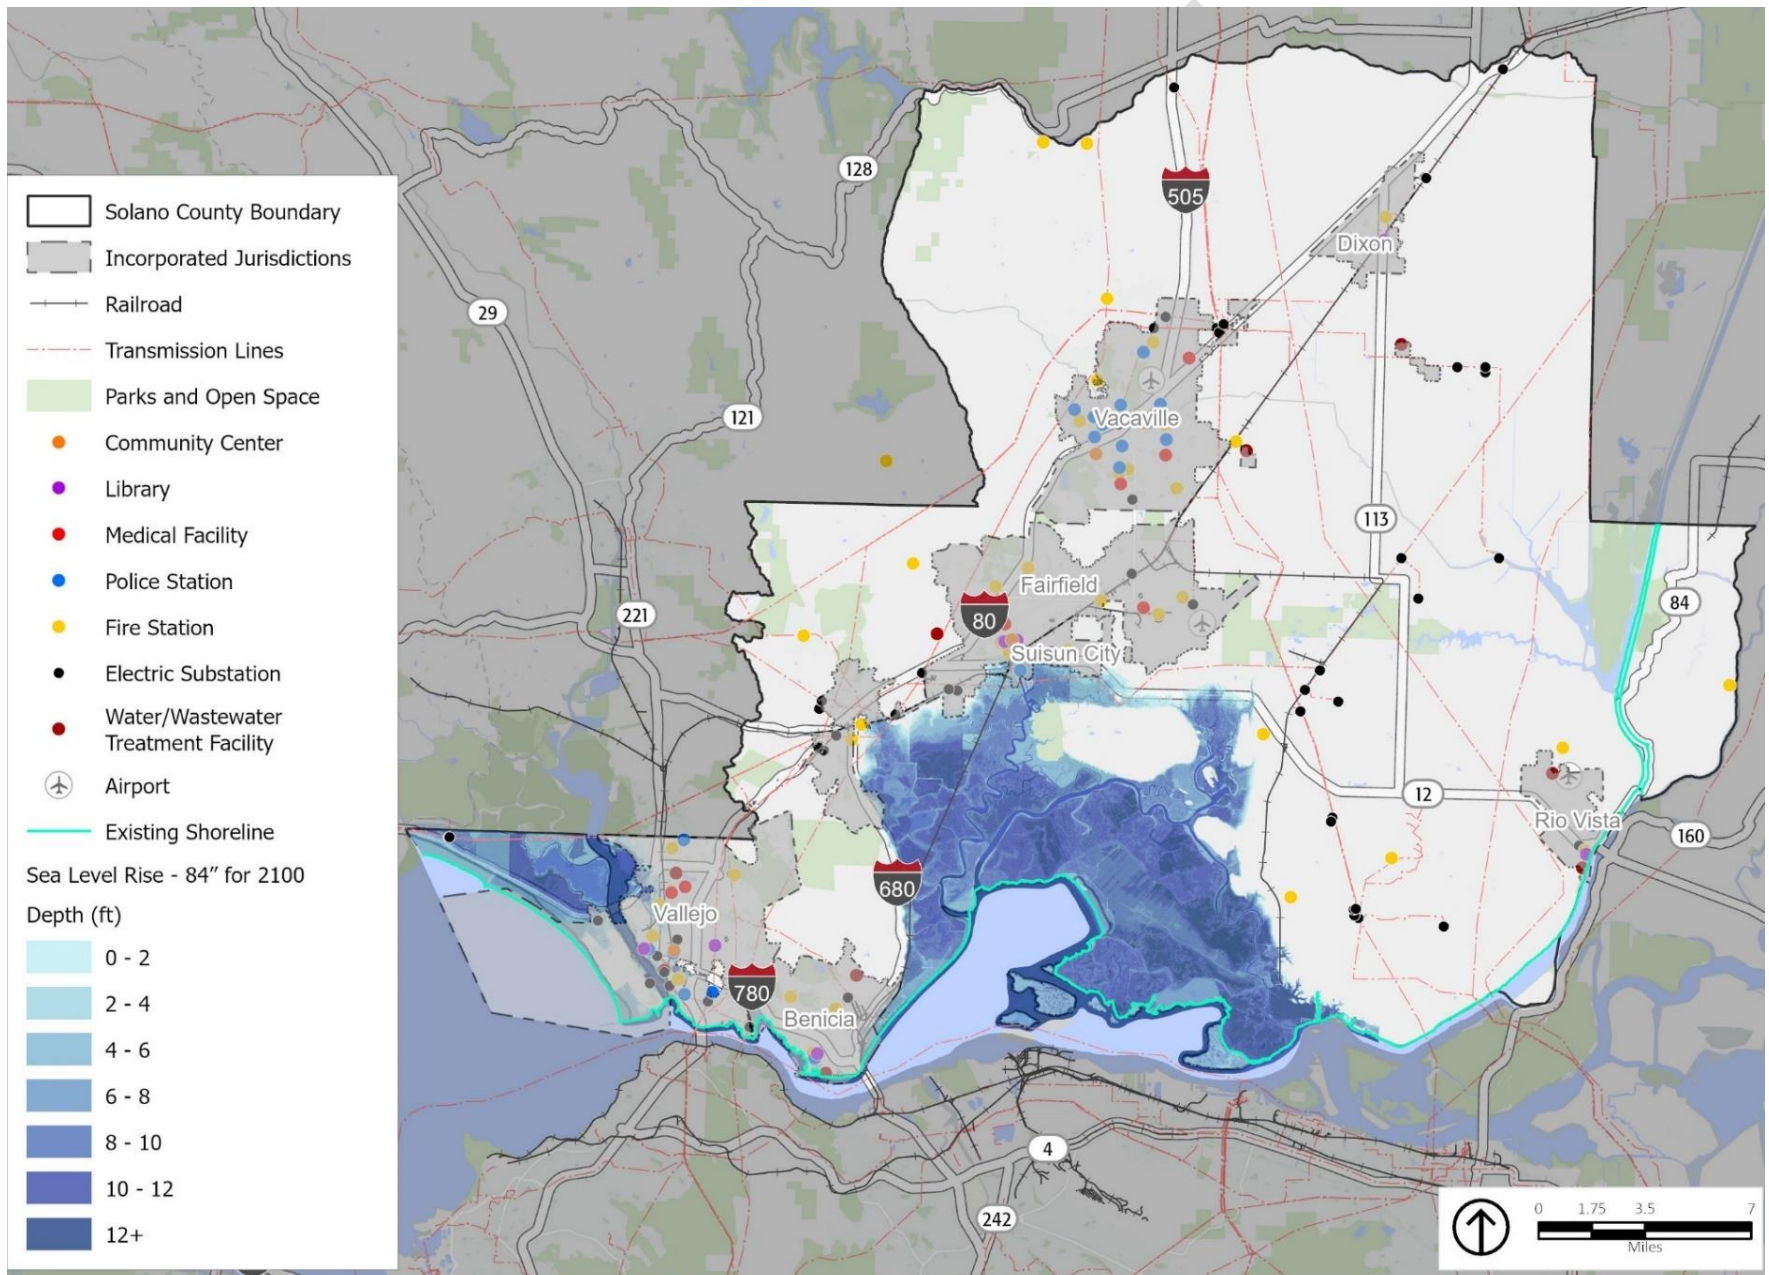 Solano County Boundary
Incorporated Jurisdictions
Railroad
Transmission Lines
Parks and Open Space
Community Center
Library
Medical Facility
Police Station
Fire Station
Electric Substation
Water/Wastewater
Treatment Facility
Airport
Existing Shoreline
Sea Level Rise - 84” for 2100
Depth (ft)
0 - 2
2 - 4
4 - 6
6 - 8
8 - 10
10 - 12
12+
128
505
Dixon
29
121
Vacaville
113
Fairfield
84
221
80
Suisun City
12
Rio Vista
160
680
Vallejo
780
Benicia
4
242
0 1.75 3.5 7
Miles